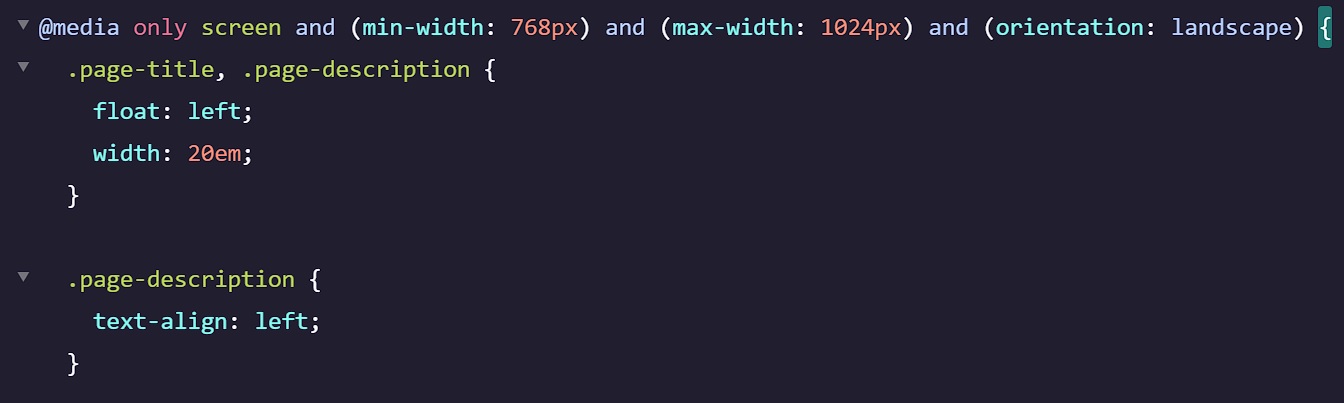 @media only screen and (min-width: 768px) and (max-width: 1024px) and (orientation: landscape) {
.page-title, .page-description {
float: left;
width: 20em;
}
.page-description {
text-align: left;
}